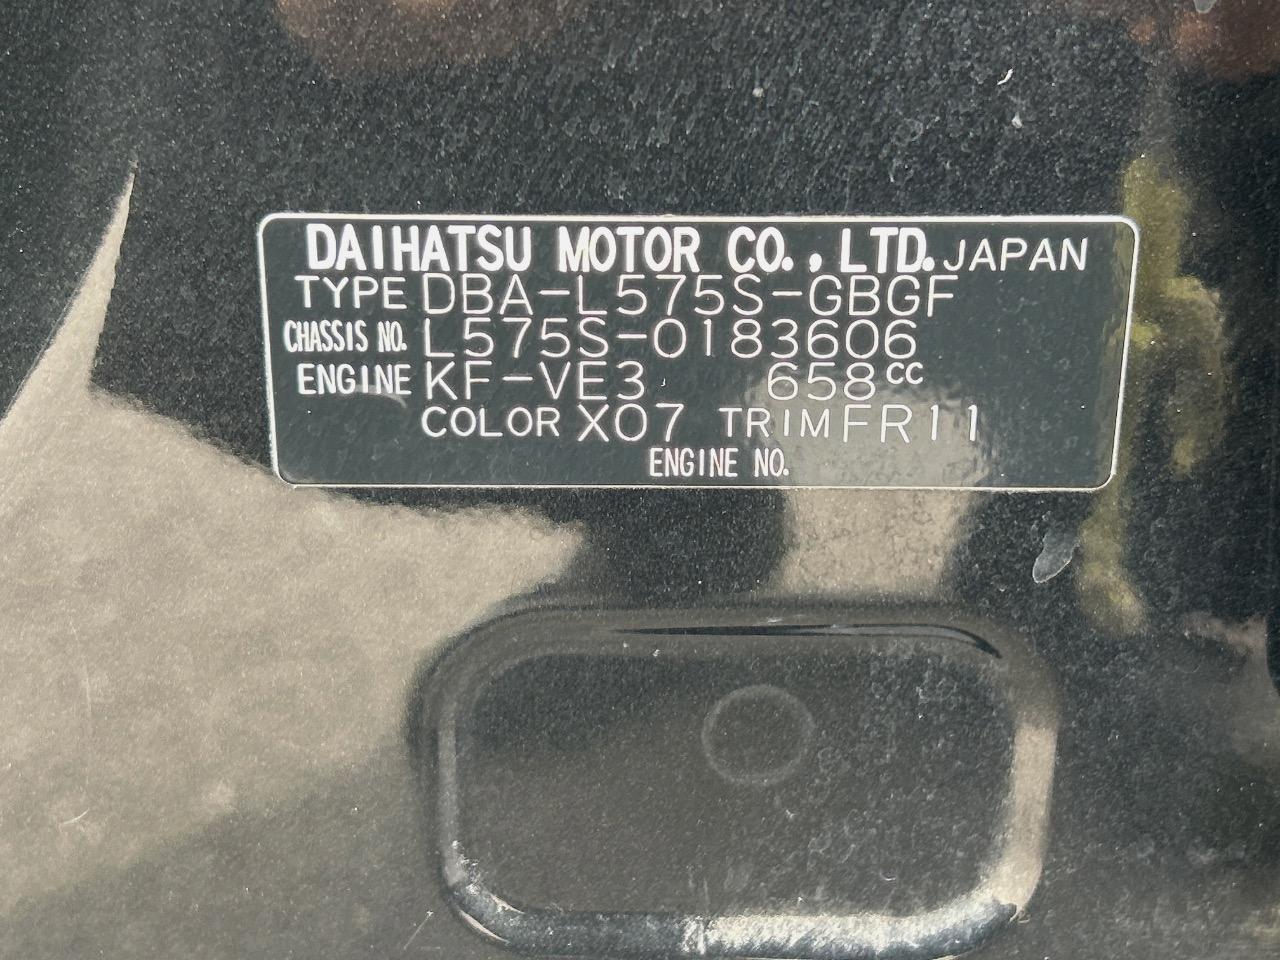 DAIHATSU MOTOR CO., LTD. JAPAN
TYPE DBA-L575S-GBGF
CHASSIS NO. L575S-0183606
ENGINE KF-VE3 658cc
COLOR X07 TRIM FR11
ENGINE NO.